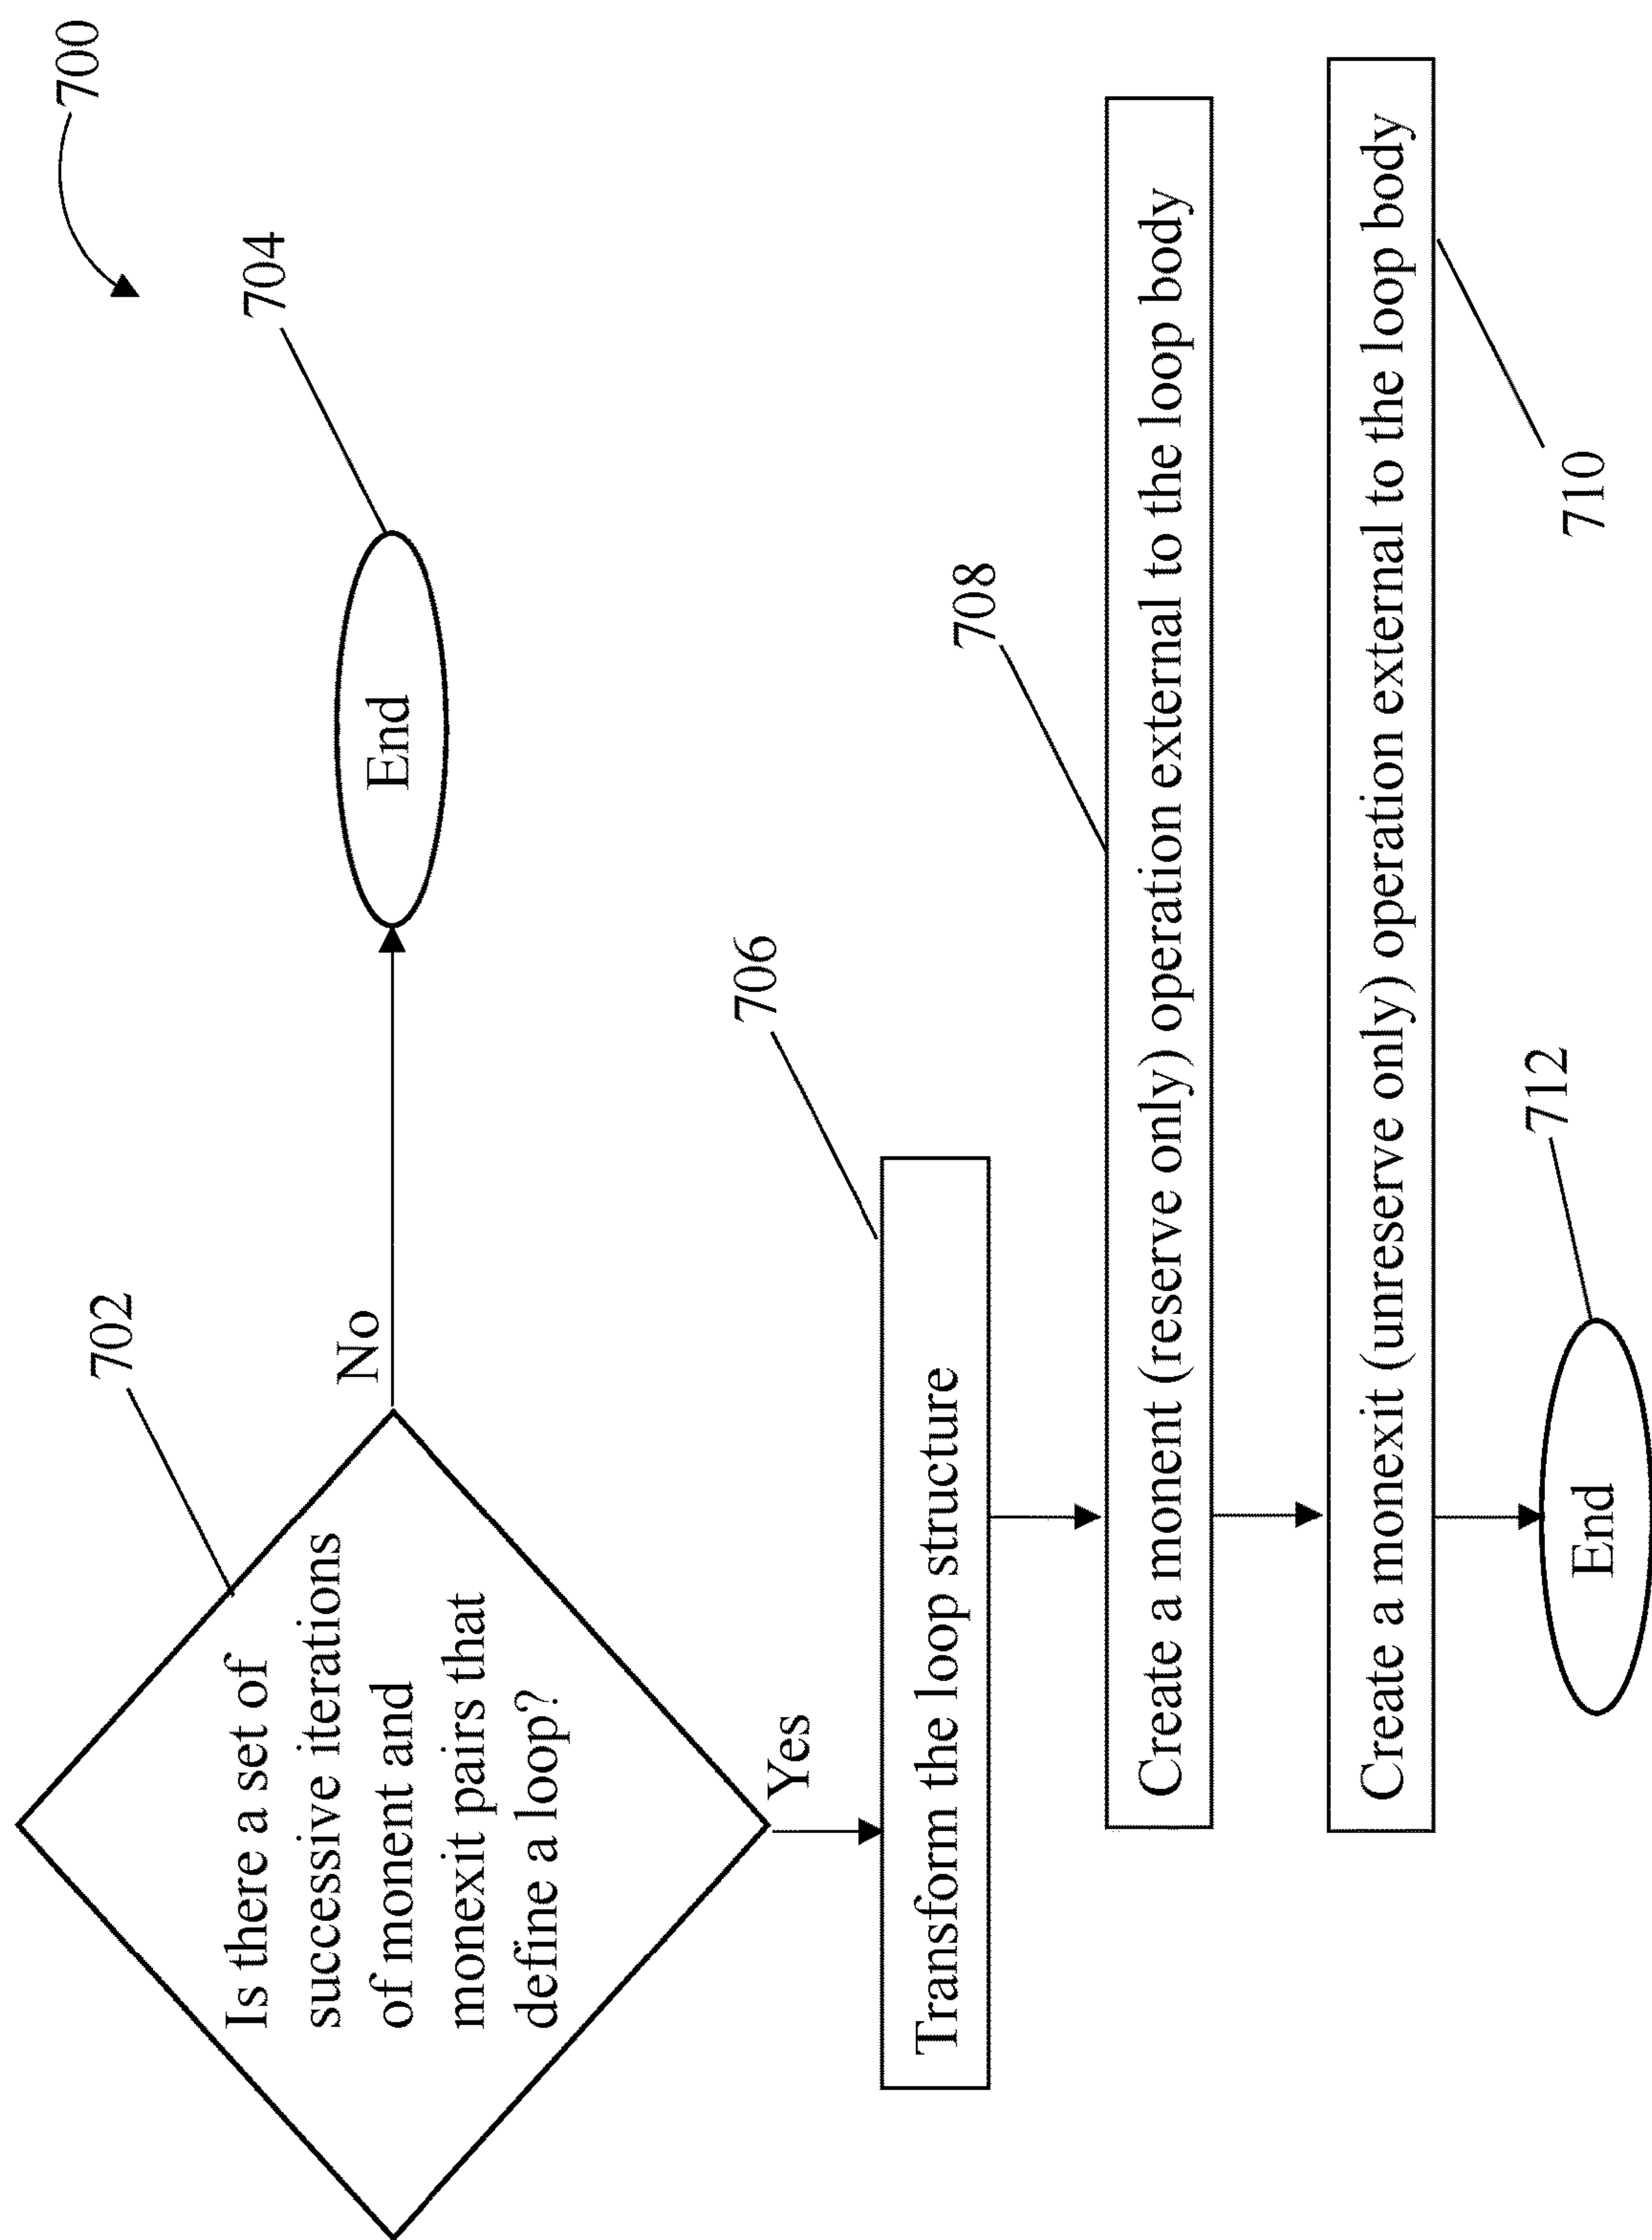 700
702
Is there a set of
successive iterations
of monent and
monexit pairs that
define a loop?
No
704
End
Yes
706
Transform the loop structure
708
Create a monent (reserve only) operation external to the loop body
Create a monexit (unreserve only) operation external to the loop body
710
712
End